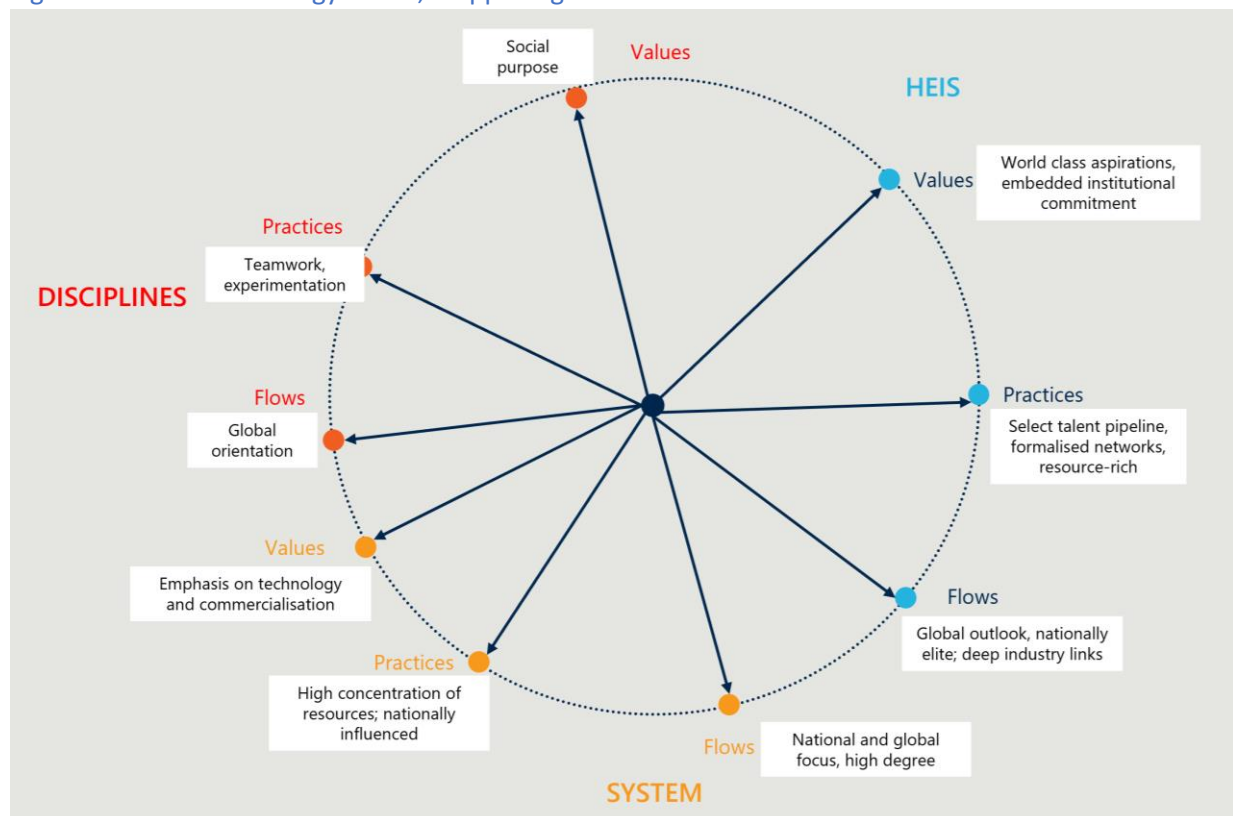 Social
purpose
Values
HEIS
Values
World class aspirations,
embedded institutional
commitment
Practices
Teamwork,
experimentation
DISCIPLINES
Practices
Select talent pipeline,
formalised networks,
resource-rich
Flows
Global
orientation
Values
Emphasis on technology
and commercialisation
Flows
Global outlook, nationally
elite; deep industry links
Practices
High concentration of
resources; nationally
influenced
Flows
National and global
focus, high degree
SYSTEM